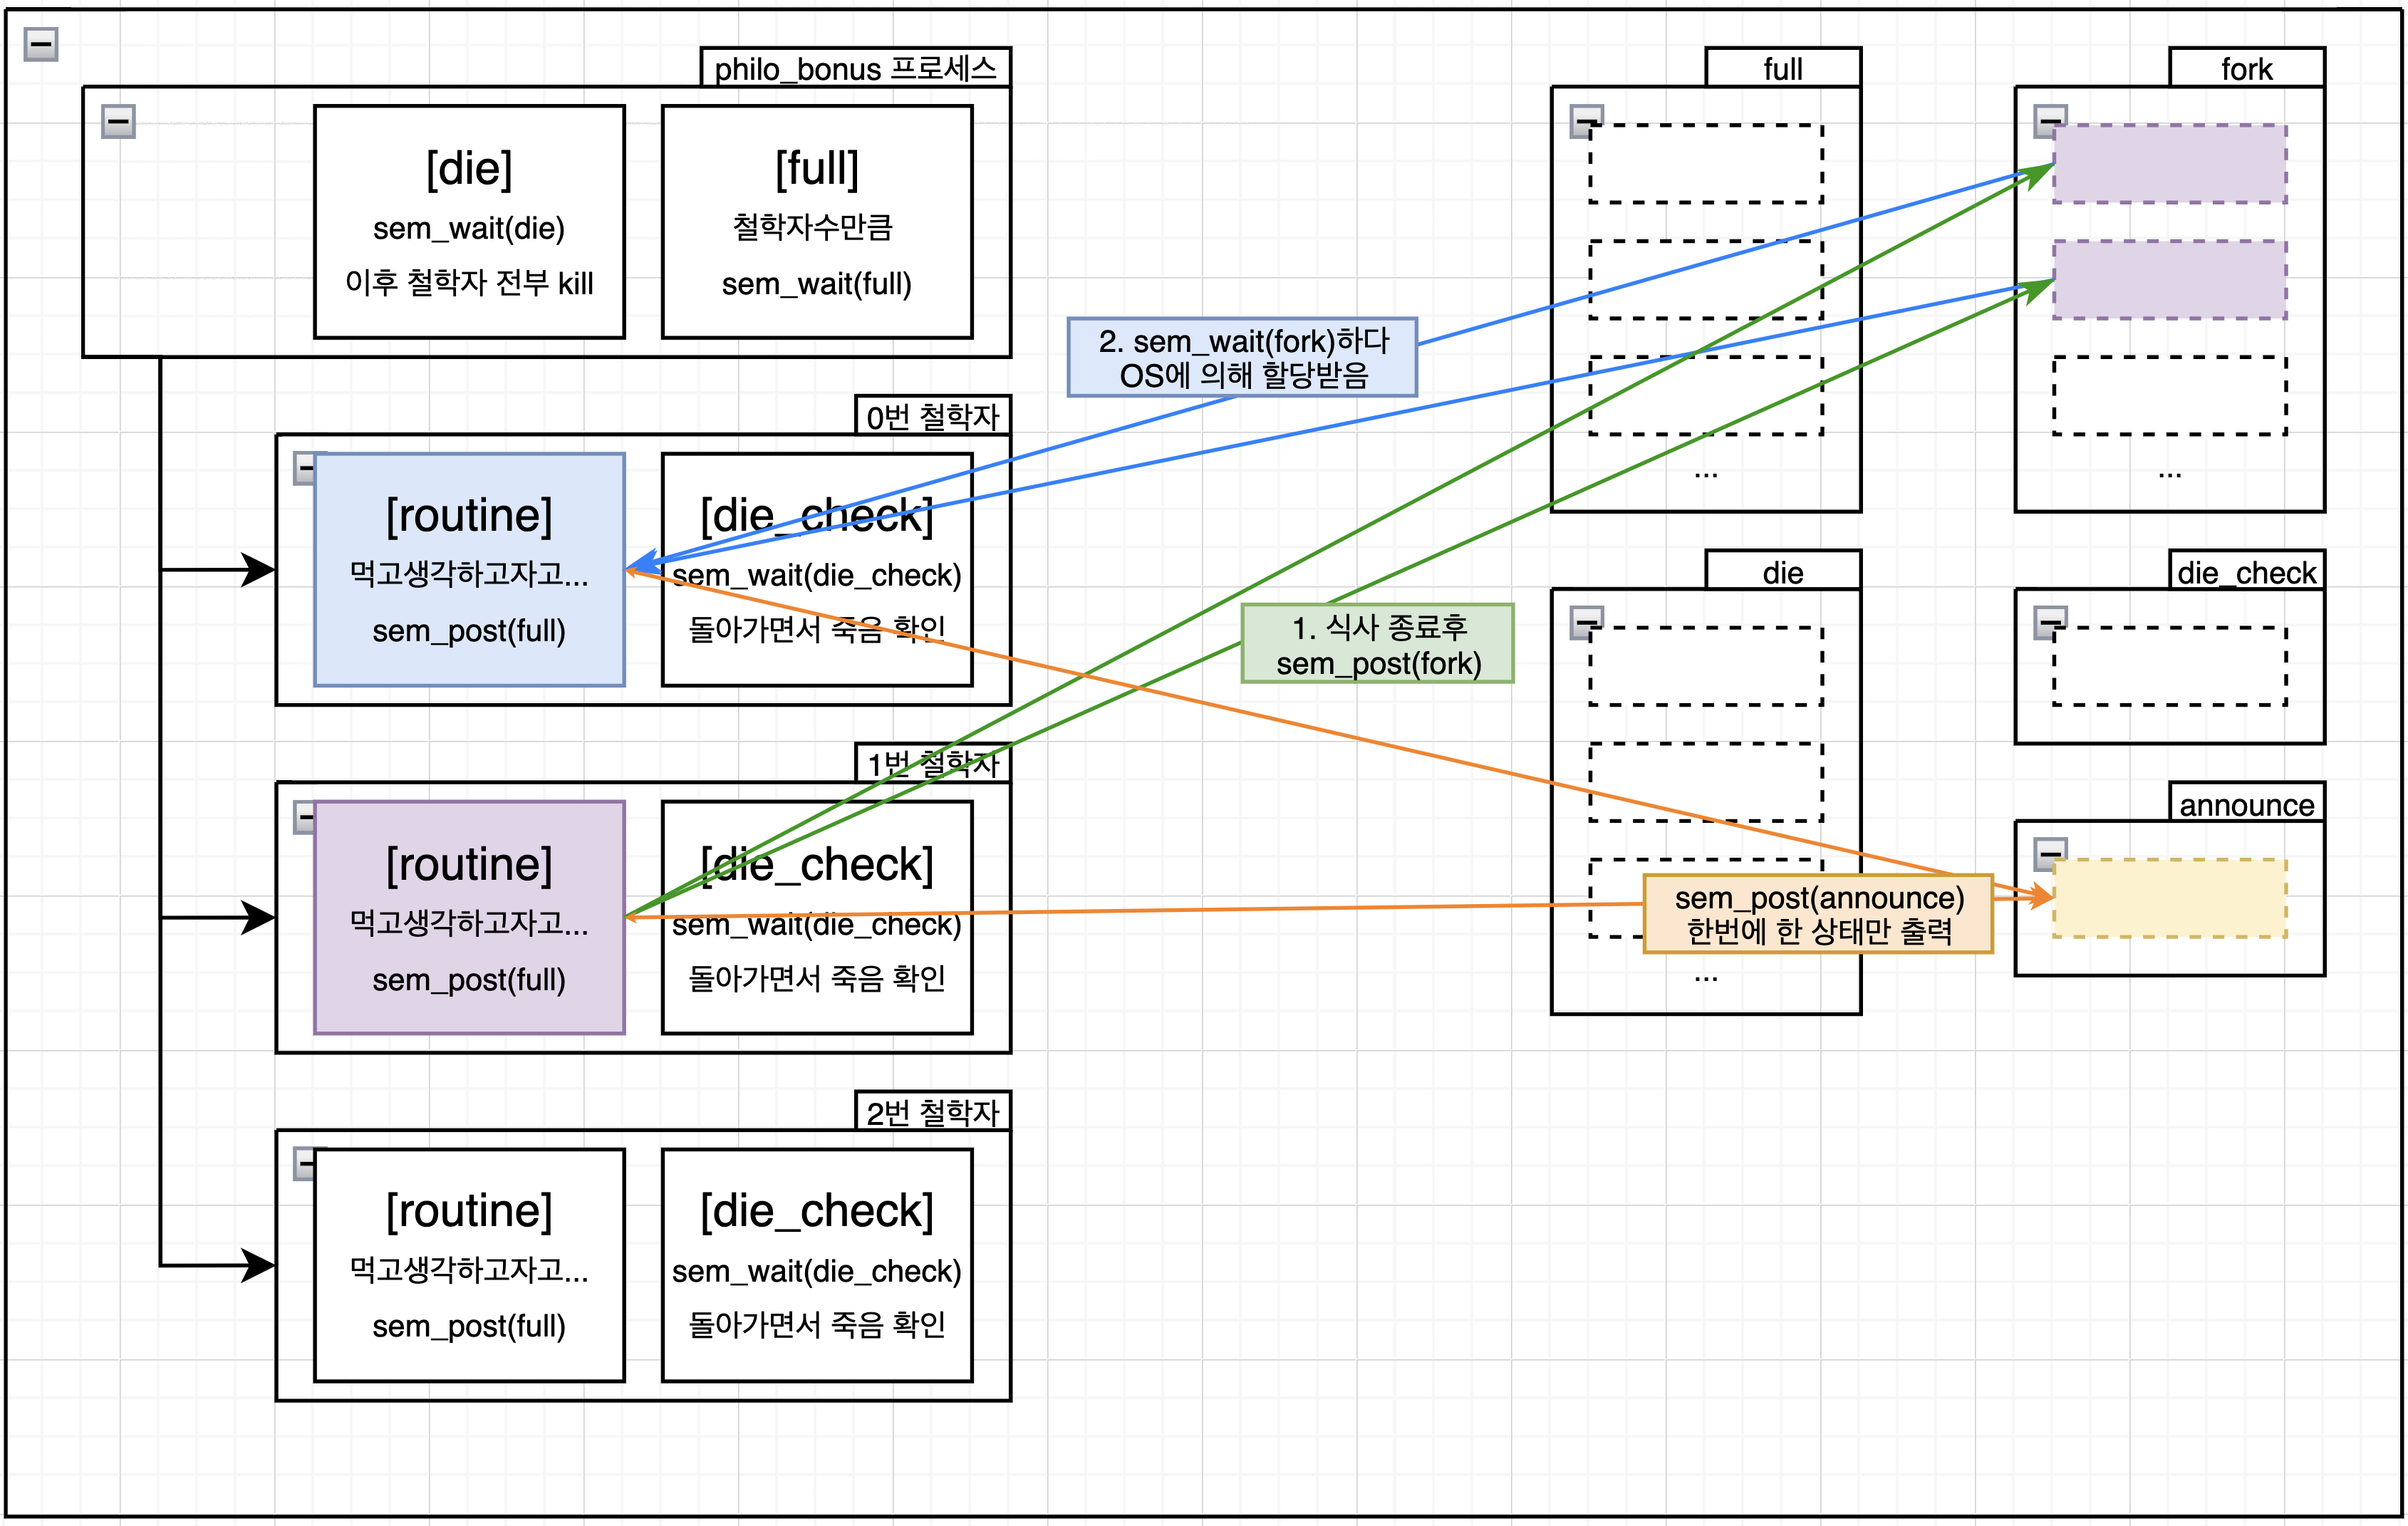 philo_bonus 프로세스
[die]
sem_wait(die)
이후 철학자 전부 kill
[full]
철학자수만큼
sem_wait(full)
0번 철학자
[routine]
먹고생각하고자고...
sem_post(full)
[die_check]
sem_wait(die_check)
돌아가면서 죽음 확인
1번 철학자
[routine]
먹고생각하고자고...
sem_post(full)
[die_check]
sem_wait(die_check)
돌아가면서 죽음 확인
2번 철학자
[routine]
먹고생각하고자고...
sem_post(full)
[die_check]
sem_wait(die_check)
돌아가면서 죽음 확인
2. sem_wait(fork)하다
OS에 의해 할당받음
1. 식사 종료후
sem_post(fork)
full
...
fork
...
die
...
die_check
announce
sem_post(announce)
한번에 한 상태만 출력